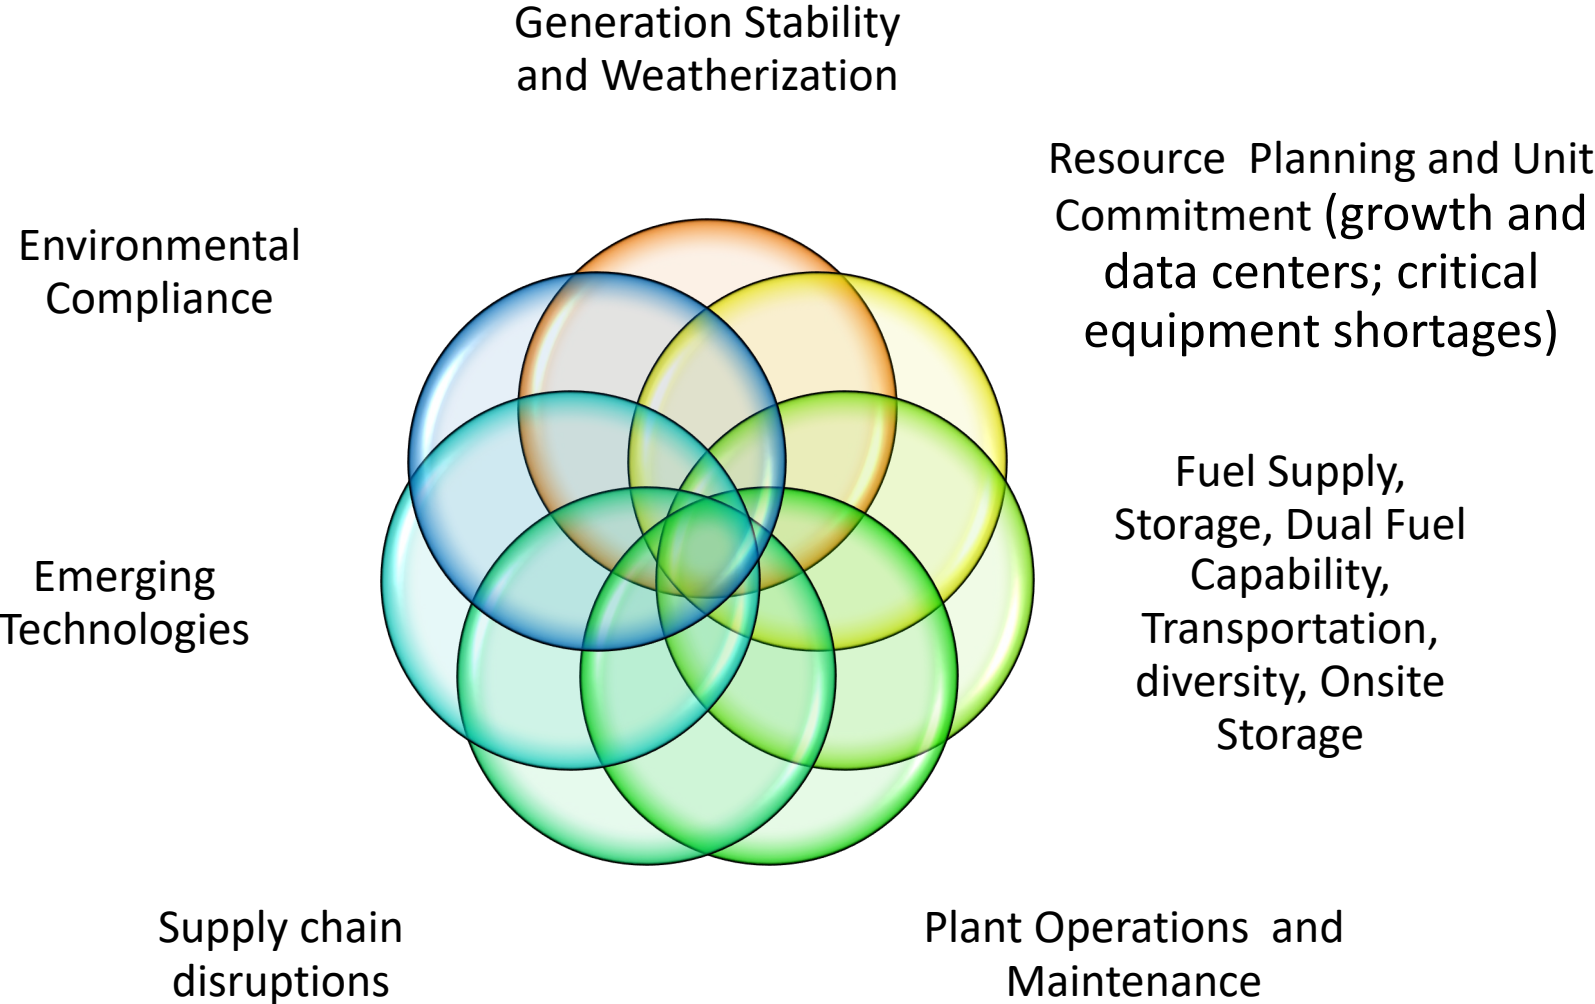 Generation Stability
and Weatherization
Resource Planning and Unit
Commitment (growth and
data centers; critical
equipment shortages)
Environmental
Compliance
Fuel Supply,
Storage, Dual Fuel
Capability,
Transportation,
diversity, Onsite
Storage
Emerging
Technologies
Supply chain
disruptions
Plant Operations and
Maintenance